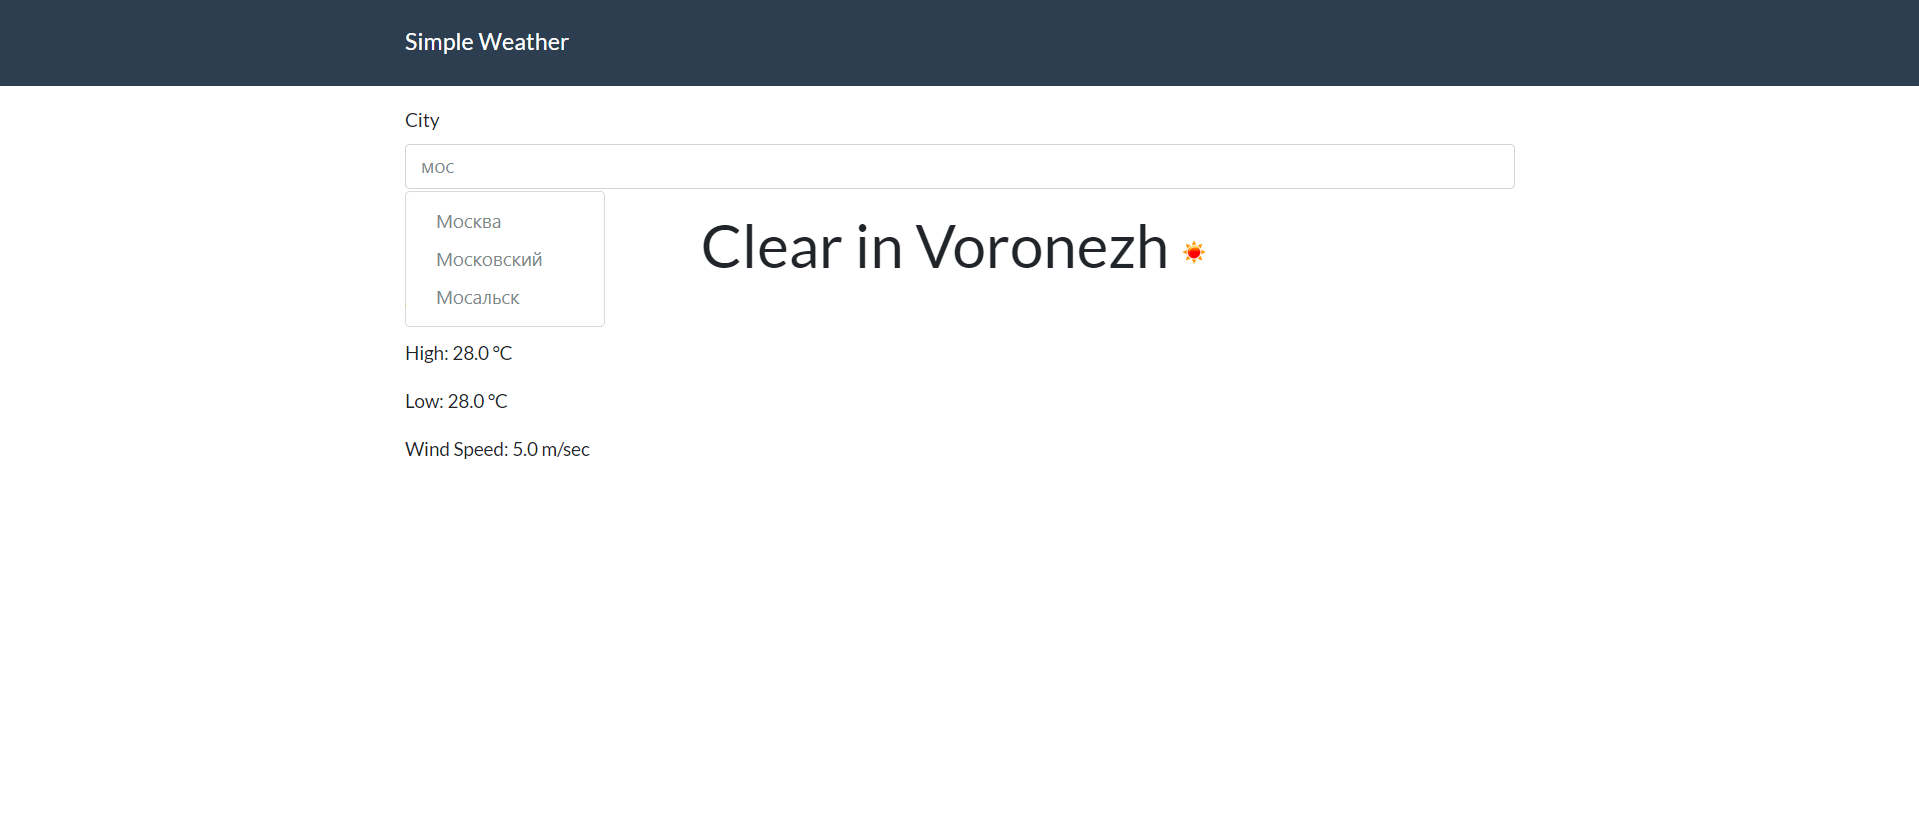 Simple Weather
City
мос
Москва
Московский
Мосальск
Clear in Voronezh
High: 28.0 °C
Low: 28.0 °C
Wind Speed: 5.0 m/sec